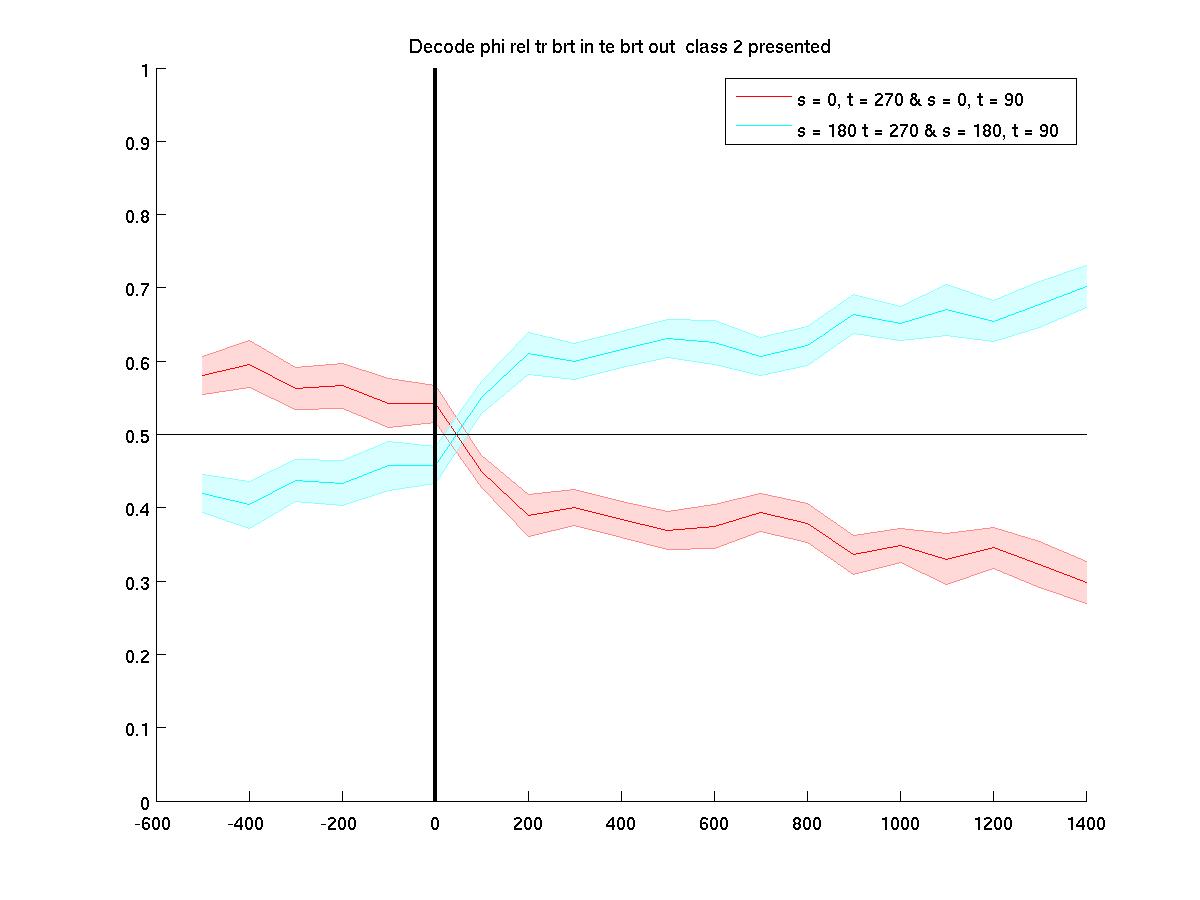 Decode phi rel tr brt in te brt out  class 2 presented
s = 0, t = 270 & s = 0, t = 90
s = 180 t = 270 & s = 180, t = 90
1
0.9
0.8
0.7
0.6
0.5
0.4
0.3
0.2
0.1
0
-600 -400 -200 0 200 400 600 800 1000 1200 1400